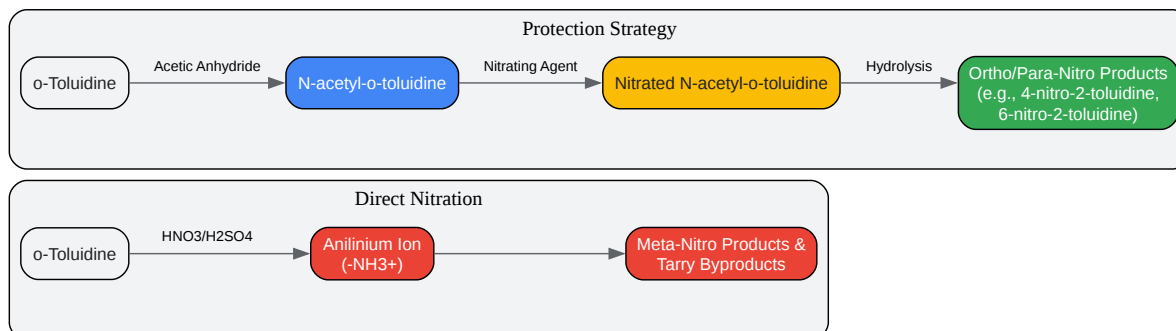 Protection Strategy
o-Toluidine
Acetic Anhydride
N-acetyl-o-toluidine
Nitrating Agent
Nitrated N-acetyl-o-toluidine
Hydrolysis
Ortho/Para-Nitro Products
(e.g., 4-nitro-2-toluidine,
6-nitro-2-toluidine)
Direct Nitration
o-Toluidine
HNO3/H2SO4
Anilinium Ion
(-NH3+)
Meta-Nitro Products &
Tarry Byproducts